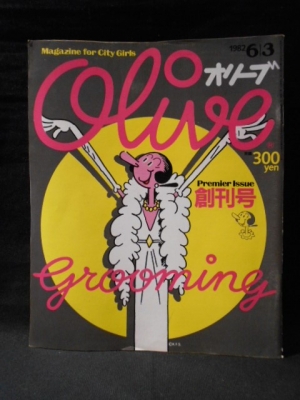 Magazine for City Girls
1982 6|3
Olive
オリーブ
300
yen
Premier Issue
創刊号
Grooming